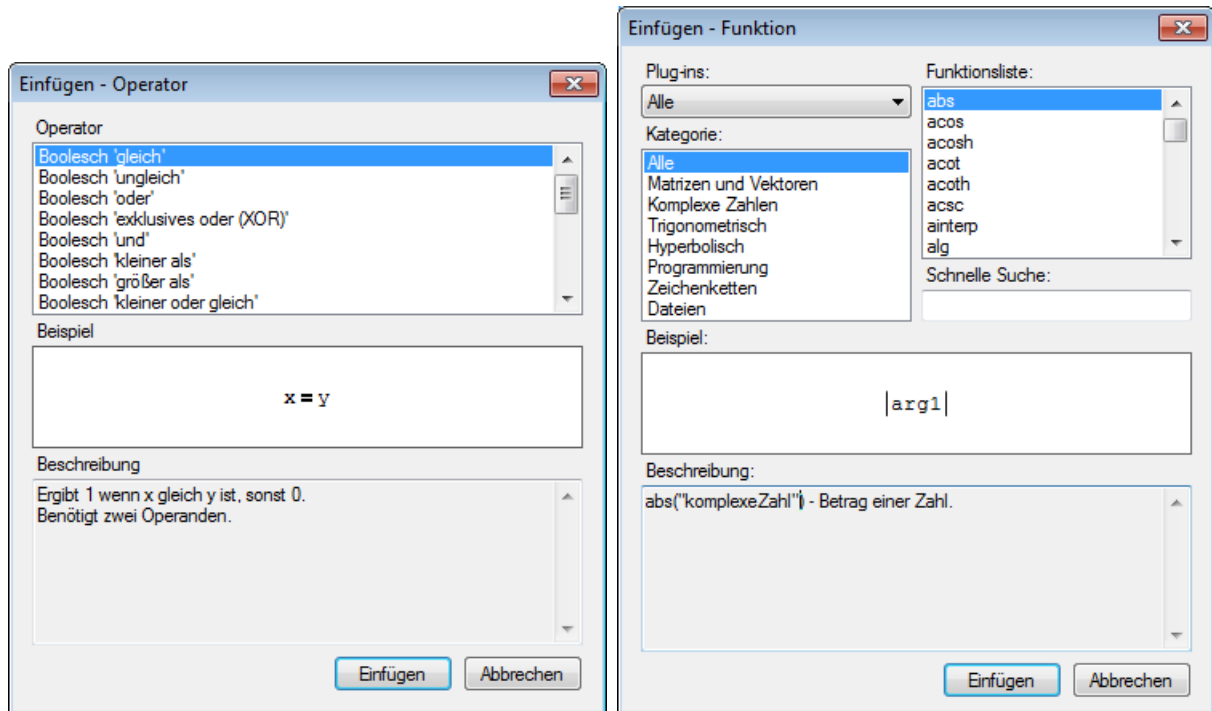 Einfügen - Operator
Operator
Boolesch 'gleich'
Boolesch 'ungleich'
Boolesch 'oder'
Boolesch 'exklusives oder (XOR)'
Boolesch 'und'
Boolesch 'kleiner als'
Boolesch 'größer als'
Boolesch 'kleiner oder gleich'
Beispiel
x = y
Beschreibung
Ergibt 1 wenn x gleich y ist, sonst 0.
Benötigt zwei Operanden.
Einfügen
Abbrechen
Einfügen - Funktion
Plug-ins:
Alle
Kategorie:
Alle
Matrizen und Vektoren
Komplexe Zahlen
Trigonometrisch
Hyperbolisch
Programmierung
Zeichenketten
Dateien
Funktionsliste:
abs
acos
acosh
acot
acoth
acsc
ainterp
alg
Schnelle Suche:
Beispiel:
|arg1|
Beschreibung:
abs("komplexeZahl") - Betrag einer Zahl.
Einfügen
Abbrechen